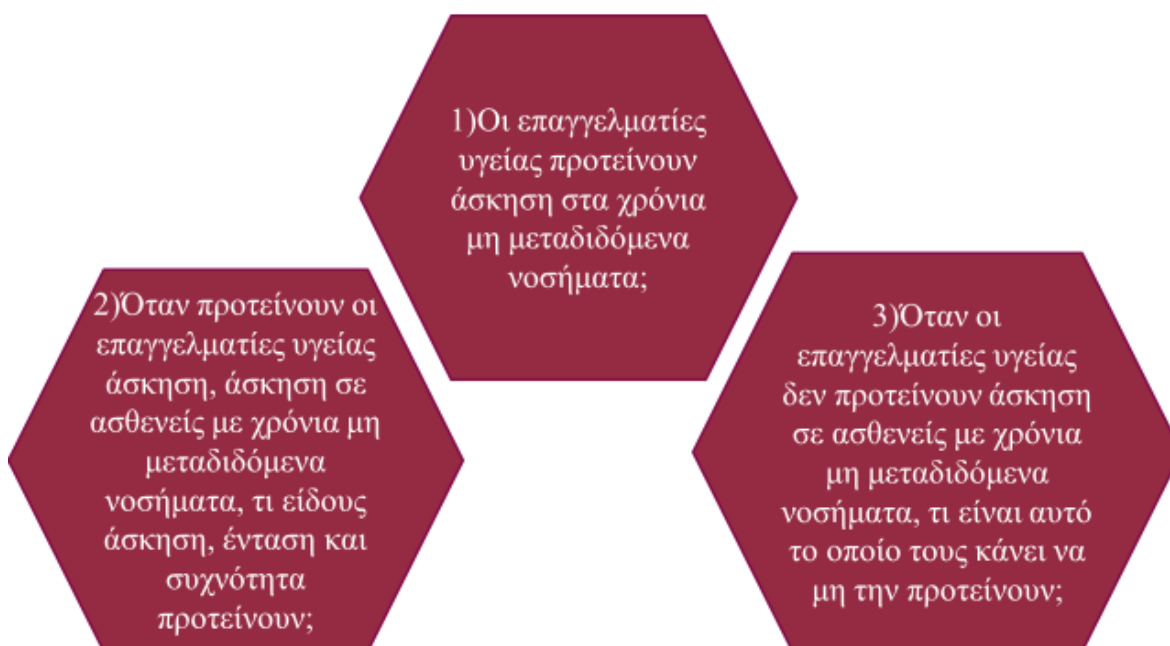 1)Οι επαγγελματίες
υγείας προτείνουν
άσκηση στα χρόνια
μη μεταδιδόμενα
νοσήματα;
2)Όταν προτείνουν οι
επαγγελματίες υγείας
άσκηση, άσκηση σε
ασθενείς με χρόνια μη
μεταδιδόμενα
νοσήματα, τι είδους
άσκηση, ένταση και
συχνότητα
προτείνουν;
3)Όταν οι
επαγγελματίες υγείας
δεν προτείνουν άσκηση
σε ασθενείς με χρόνια
μη μεταδιδόμενα
νοσήματα, τι είναι αυτό
το οποίο τους κάνει να
μη την προτείνουν;